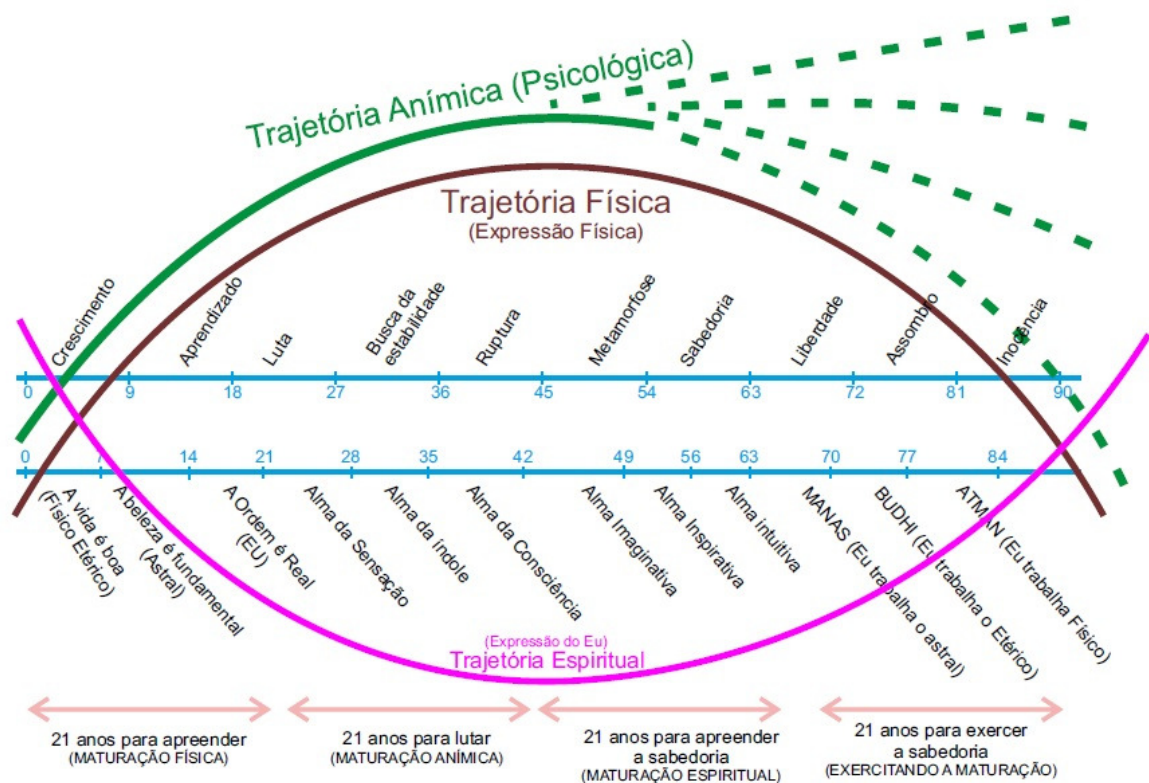 Trajetória Anímica (Psicológica)
Trajetória Física
(Expressão Física)
Crescimento
Aprendizado
Luta
Busca da
estabilidade
Ruptura
Metamorfose
Sabedoria
Liberdade
Assombro
Inocência
0 9 18 27 36 45 54 63 72 81 90
0 7 14 21 28 35 42 49 56 63 70 77 84
A vida é boa
(Físico Etérico)
A beleza é fundamental
(Astral)
A Ordem é Real
(EU)
Alma da Sensação
Alma da índole
Alma da Consciência
Alma Imaginativa
Alma Inspirativa
Alma intuitiva
MANAS (Eu trabalha o astral)
BUDHI (Eu trabalha o Etérico)
ATMAN (Eu trabalha Físico)
(Expressão do Eu)
Trajetória Espiritual
21 anos para apreender
(MATURAÇÃO FÍSICA)
21 anos para lutar
(MATURAÇÃO ANÍMICA)
21 anos para apreender
a sabedoria
(MATURAÇÃO ESPIRITUAL)
21 anos para exercer
a sabedoria
(EXERCITANDO A MATURAÇÃO)